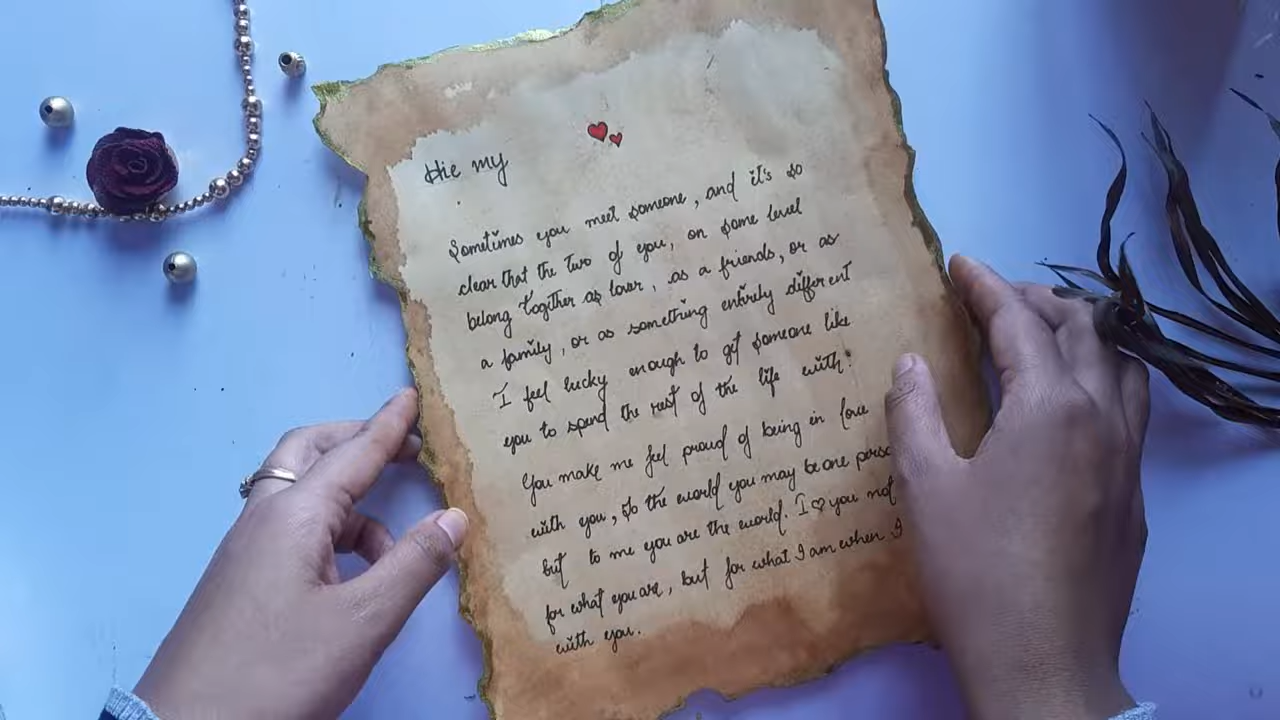 Hie my
Sometimes you meet someone, and it's so
clear that the two of you, on some level
belong together as lover, as a friends, or as
a family, or as something entirely different
I feel lucky enough to get someone like
you to spend the rest of the life with!
You make me feel proud of being in love
with you, to the world you may be one perso
but to me you are the world. I ♡ you not
for what you are, but for what I am when I
with you.